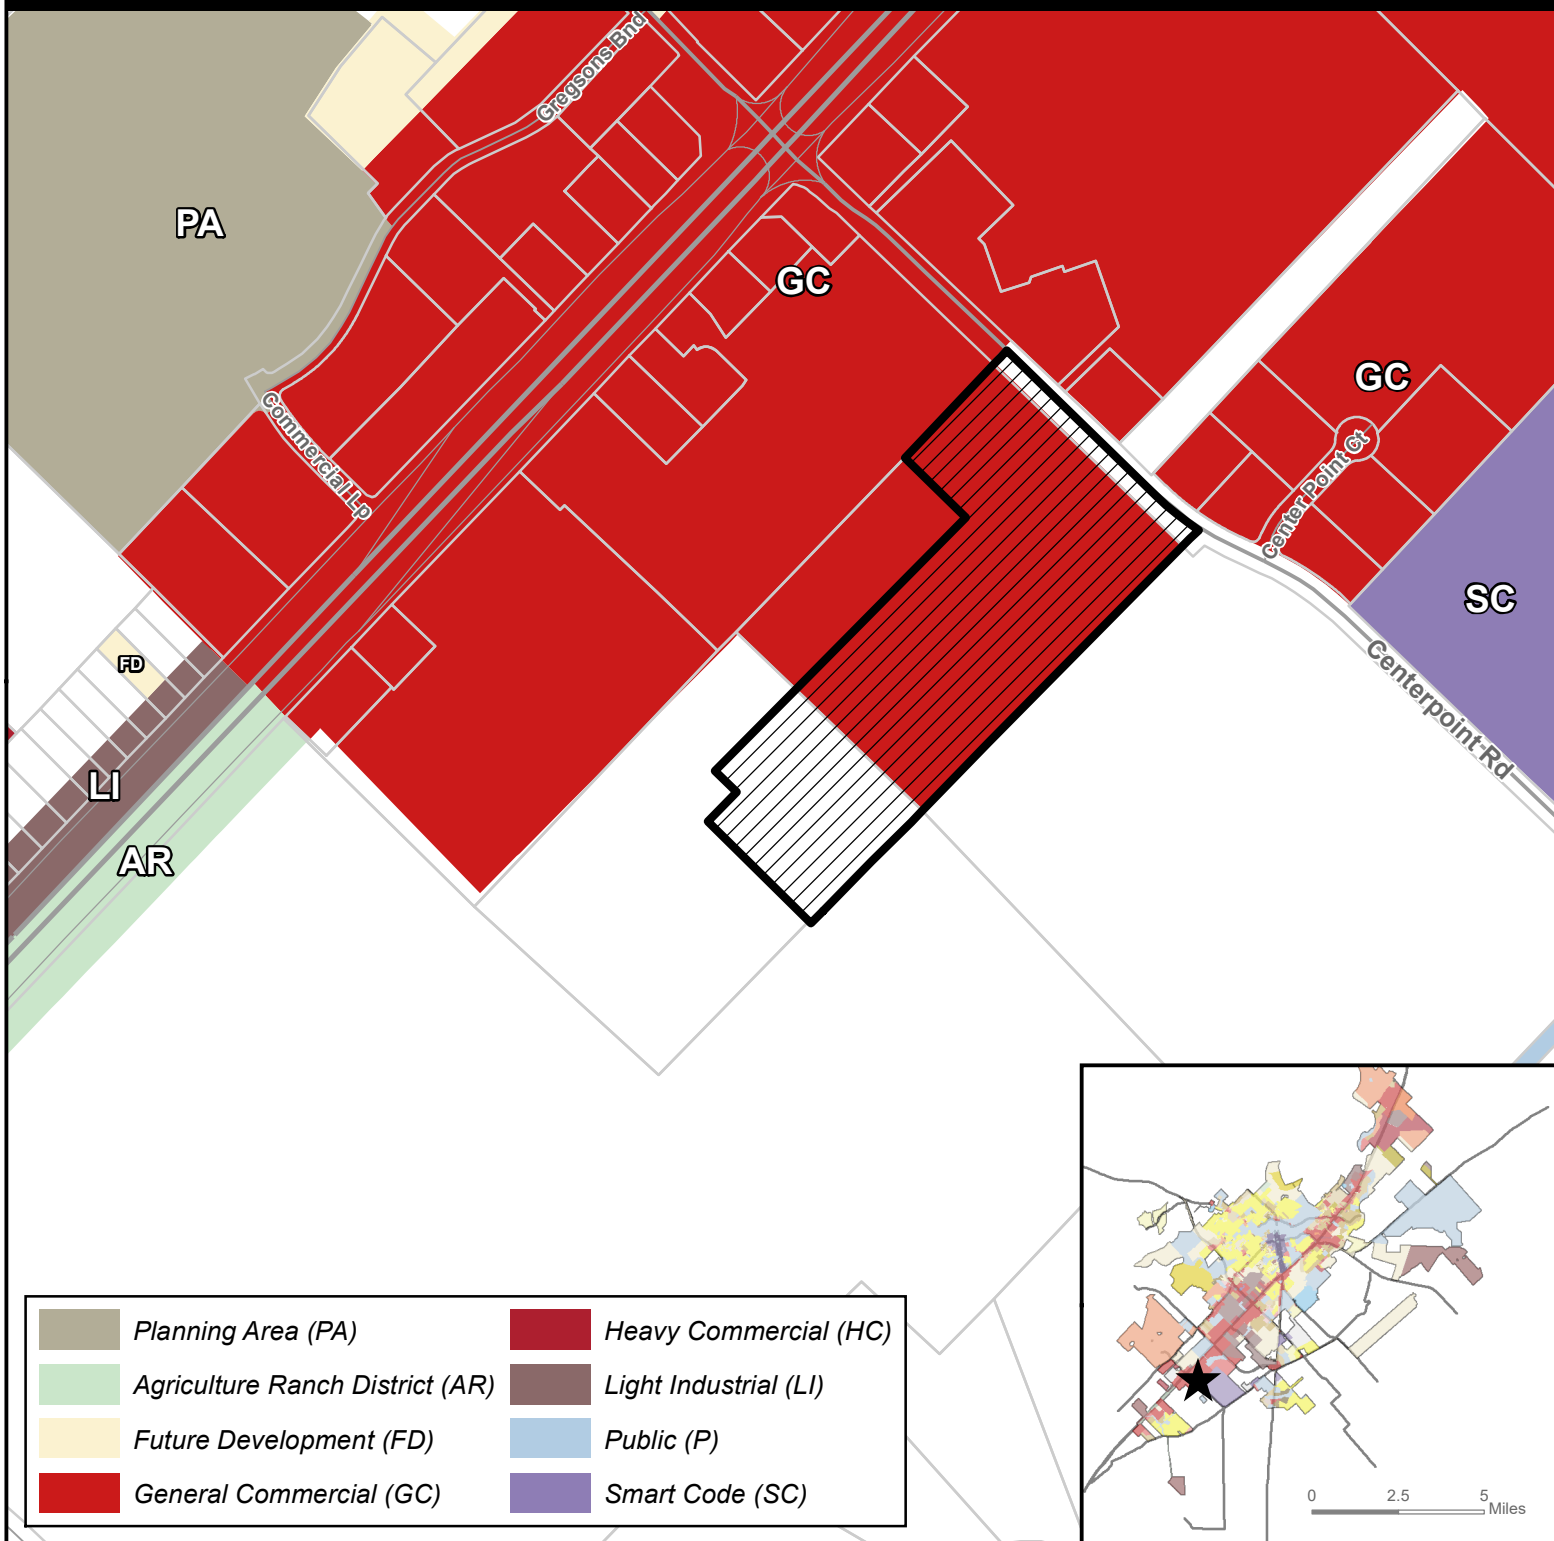 Gregsons Bnd
PA
GC
GC
Commercial Lp
Center Point Ct
SC
FD
Centerpoint Rd
LI
AR
Planning Area (PA)
Heavy Commercial (HC)
Agriculture Ranch District (AR)
Light Industrial (LI)
Future Development (FD)
Public (P)
General Commercial (GC)
Smart Code (SC)
0 2.5 5
Miles